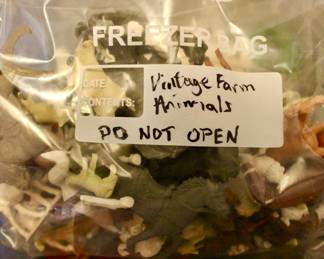 FREEZER BAG
DATE
CONTENTS:
Vintage Farm
Animals
DO NOT OPEN